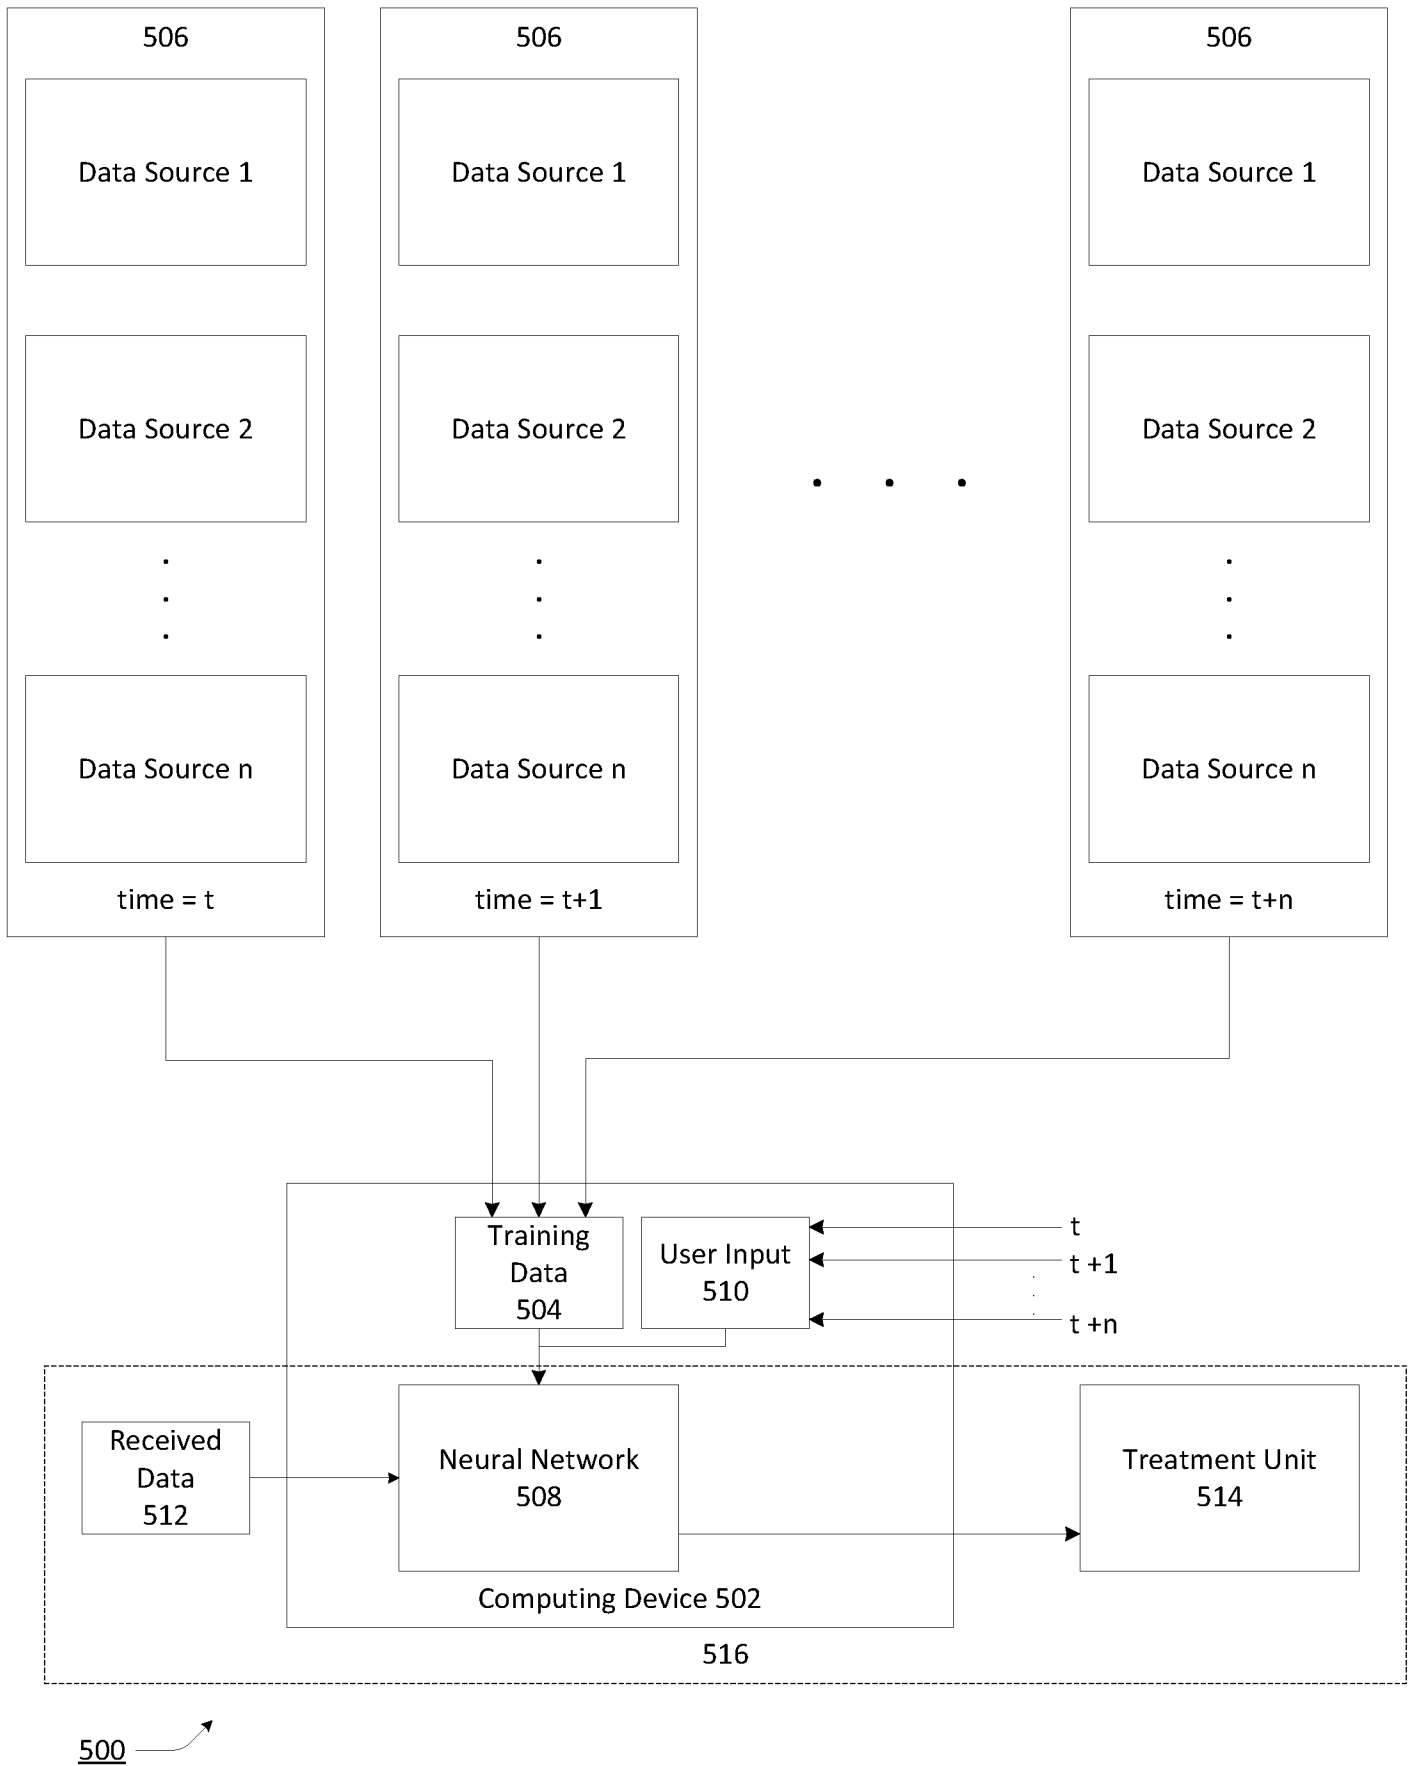 506
506
506
Data Source 1
Data Source 1
Data Source 1
Data Source 2
Data Source 2
Data Source 2
Data Source n
Data Source n
Data Source n
time = t
time = t+1
time = t+n
Training
Data
504
User Input
510
t
t +1
t +n
Received
Data
512
Neural Network
508
Treatment Unit
514
Computing Device 502
516
500